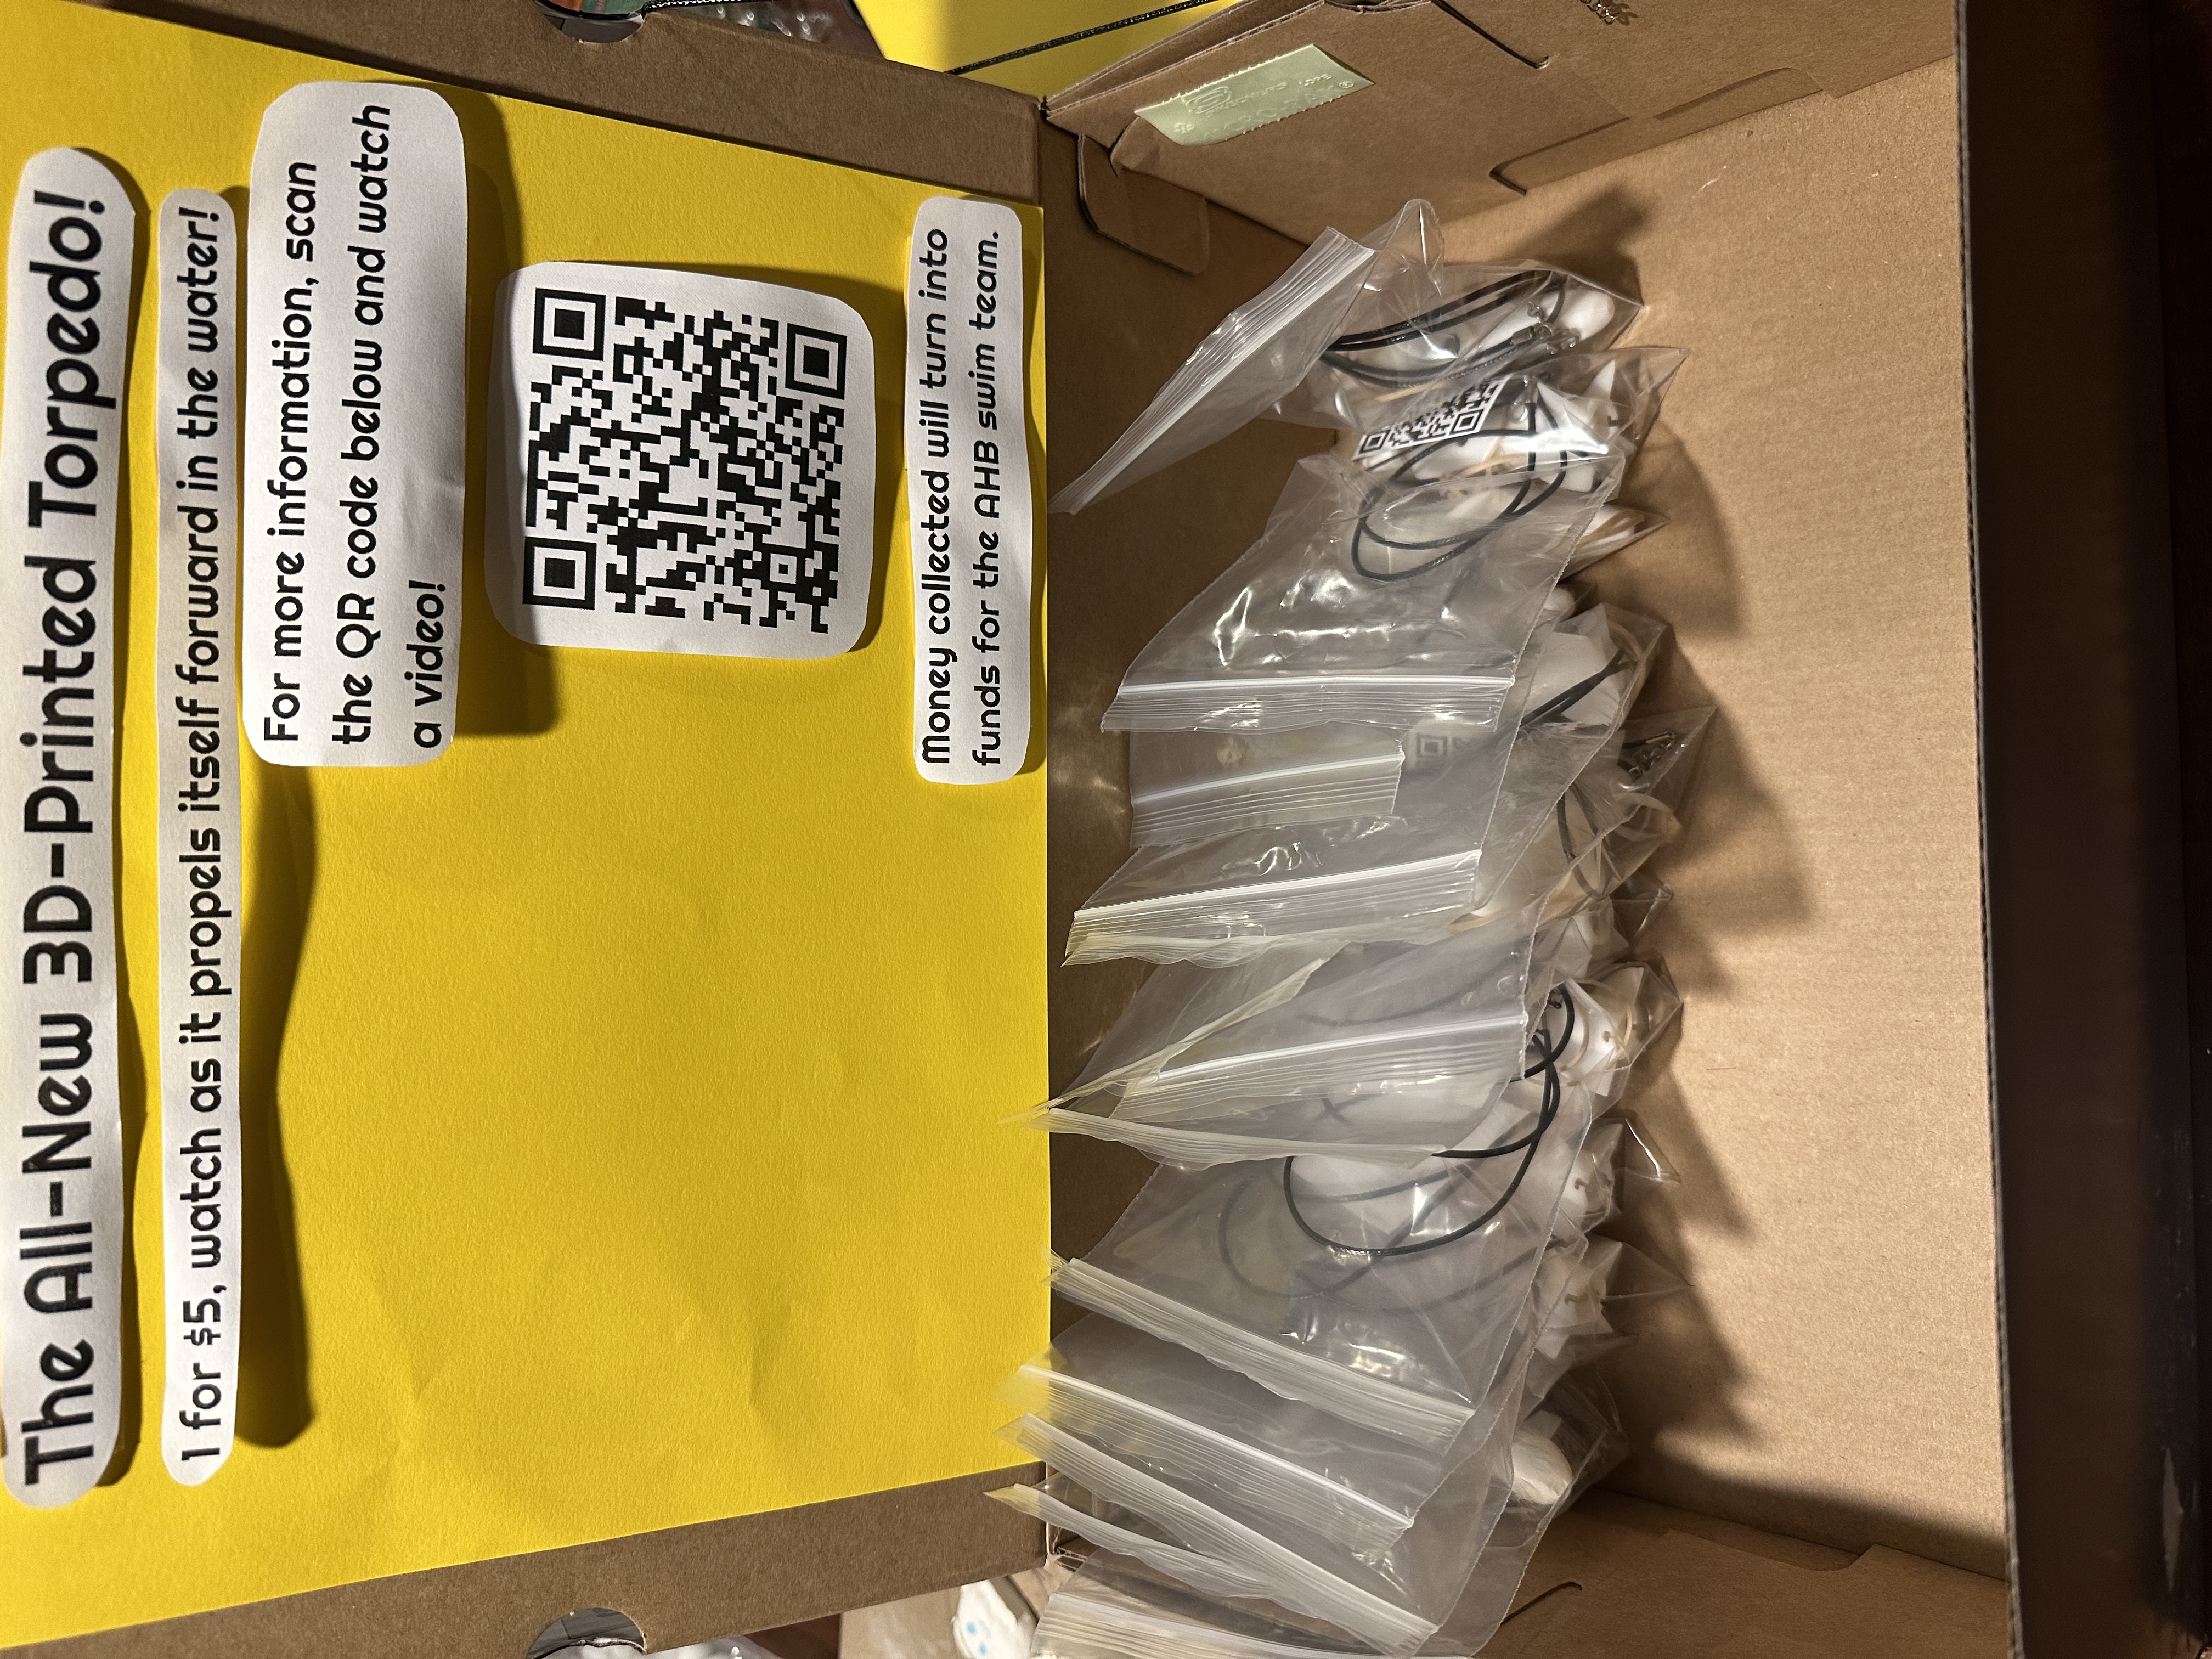 The All-New 3D-Printed Torpedo!
1 for $5, watch as it propels itself forward in the water!
For more information, scan
the QR code below and watch
a video!
Money collected will turn into
funds for the AHB swim team.